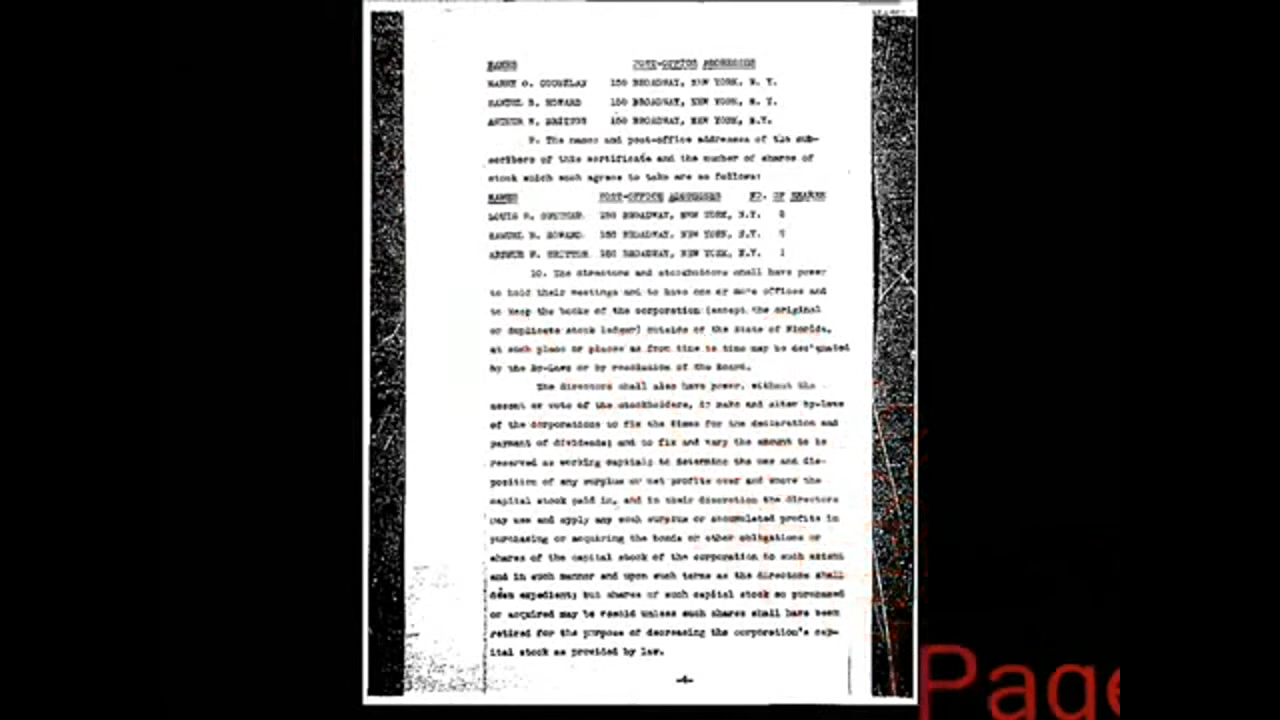 NAMES POST-OFFICE ADDRESSES
HARRY O. 150 BROADWAY, NEW YORK, N. Y.
SAMUEL B. HOWARD 150 BROADWAY, NEW YORK, N. Y.
ARTHUR W. BRITTON 150 BROADWAY, NEW YORK, N.Y.
9. The names and post-office addresses of the sub-
scribers of this certificate and the number of shares of
stock which each agrees to take are as follows:
NAMES POST-OFFICE ADDRESSES NO. OF SHARES
LOUIS 150 BROADWAY, NEW YORK, N.Y.
SAMUEL B. HOWARD 150 BROADWAY, NEW YORK, N.Y.
ARTHUR W. BRITTON 150 BROADWAY, NEW YORK, N.Y. 1
10. The directors and stockholders shall have power
to hold their meetings and to have one or more offices and
to keep the books of the corporation (except the original
or duplicate stock ledger) outside of the State of Florida,
at such place or places as from time to time may be designated
by the By-Laws or by resolution of the Board.
The directors shall also have power, without the
assent or vote of the stockholders, to make and alter by-laws
of the corporation; to fix the times for the declaration and
payment of dividends; and to fix and vary the amount to be
reserved as working capital; to determine the use and dis-
position of any surplus or net profits over and above the
capital stock paid in, and in their discretion the directors
may use and apply any such surplus or accumulated profits in
purchasing or acquiring the bonds or other obligations or
shares of the capital stock of the corporation to such extent
and in such manner and upon such terms as the directors shall
deem expedient; but shares of such capital stock so purchased
or acquired may be resold unless such shares shall have been
retired for the purpose of decreasing the corporation's cap-
ital stock as provided by law.
-4-
Page